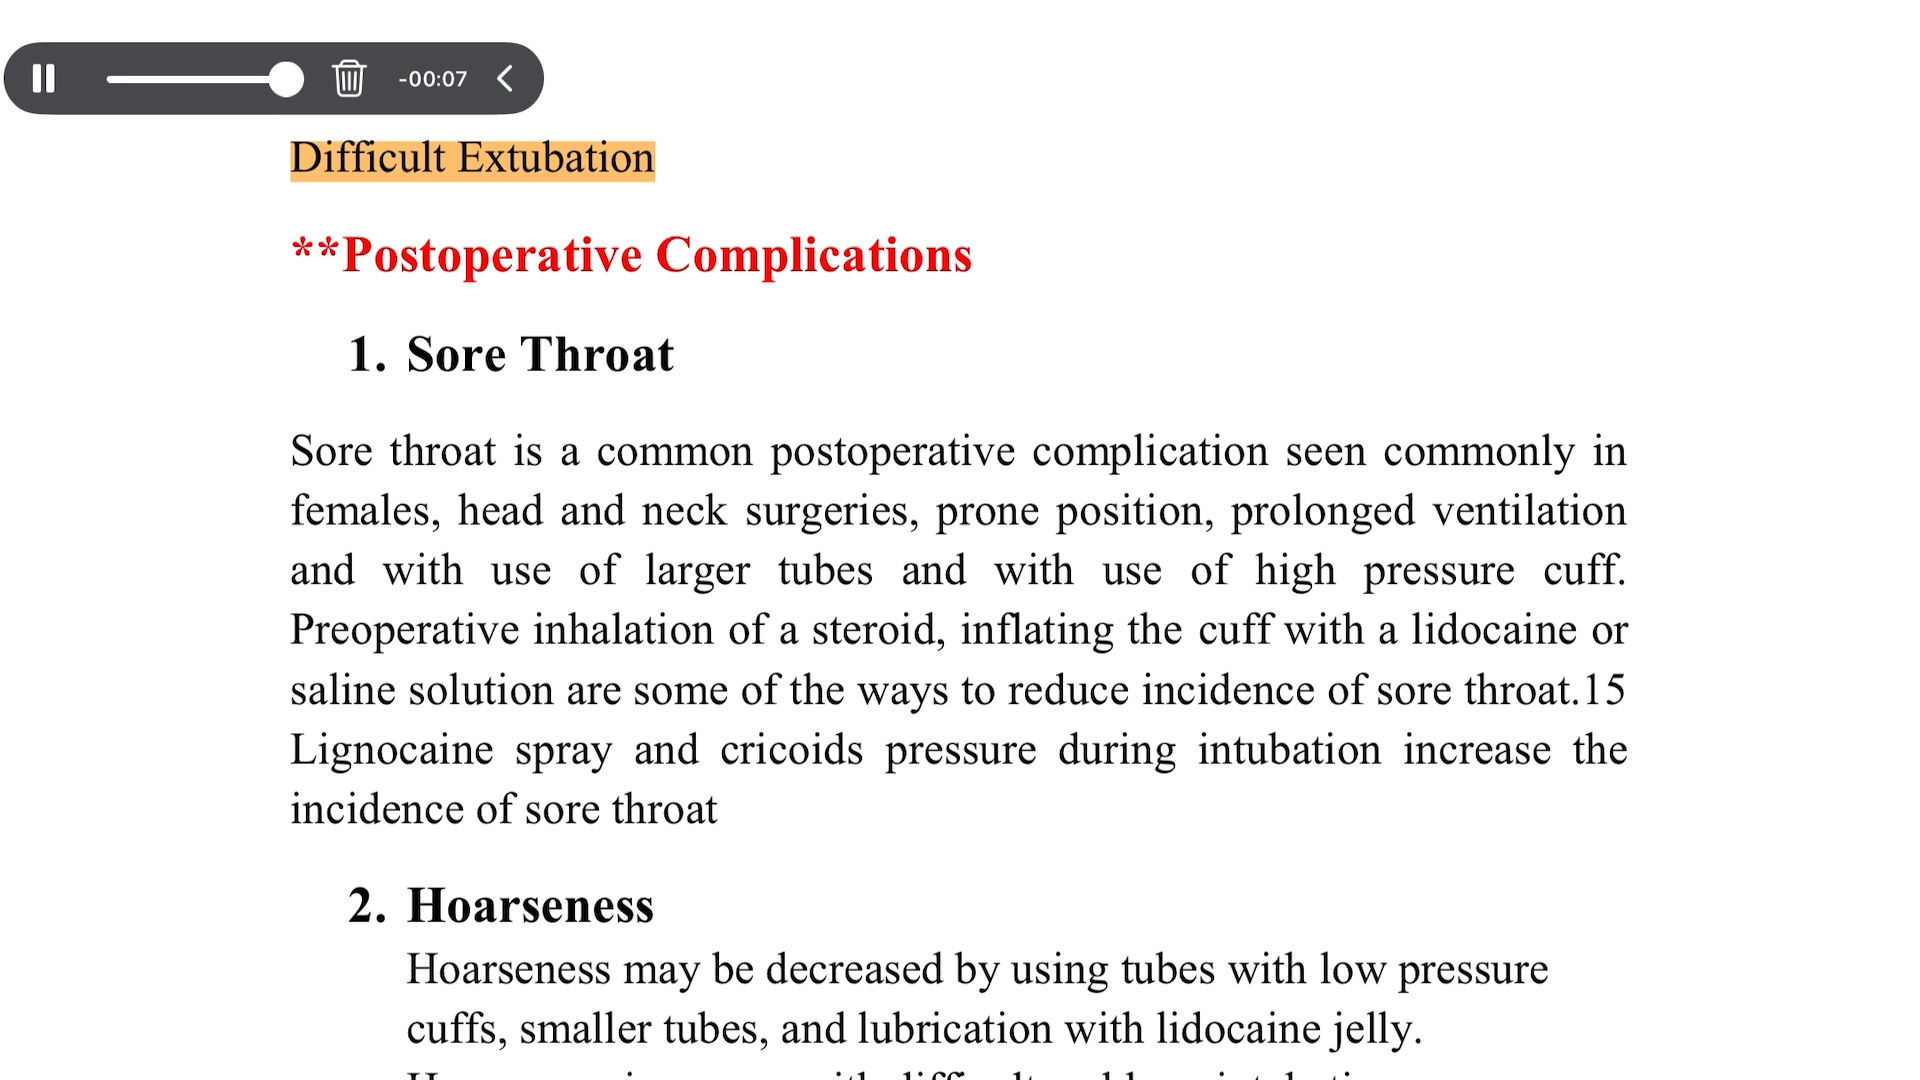 -00:07
Difficult Extubation
**Postoperative Complications
1. Sore Throat
Sore throat is a common postoperative complication seen commonly in
females, head and neck surgeries, prone position, prolonged ventilation
and with use of larger tubes and with use of high pressure cuff.
Preoperative inhalation of a steroid, inflating the cuff with a lidocaine or
saline solution are some of the ways to reduce incidence of sore throat.15
Lignocaine spray and cricoids pressure during intubation increase the
incidence of sore throat
2. Hoarseness
Hoarseness may be decreased by using tubes with low pressure
cuffs, smaller tubes, and lubrication with lidocaine jelly.